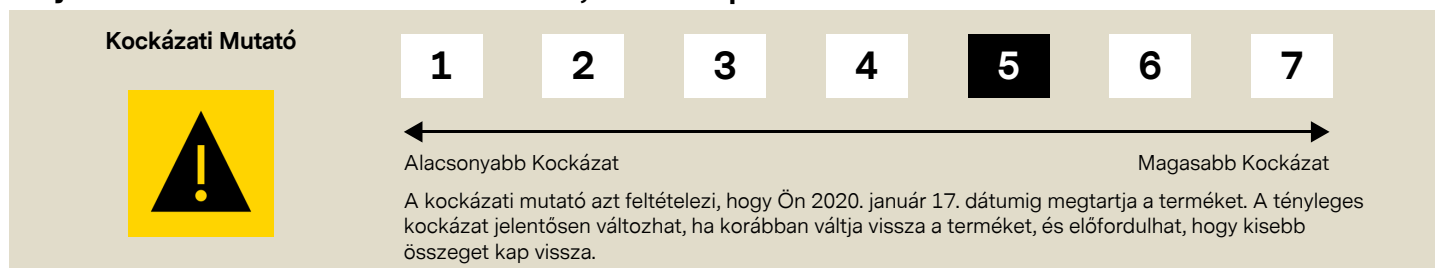 Kockázati Mutató
1 2 3 4 5 6 7
Alacsonyabb Kockázat Magasabb Kockázat
A kockázati mutató azt feltételezi, hogy Ön 2020. január 17. dátumig megtartja a terméket. A tényleges
kockázat jelentősen változhat, ha korábban váltja vissza a terméket, és előfordulhat, hogy kisebb
összeget kap vissza.